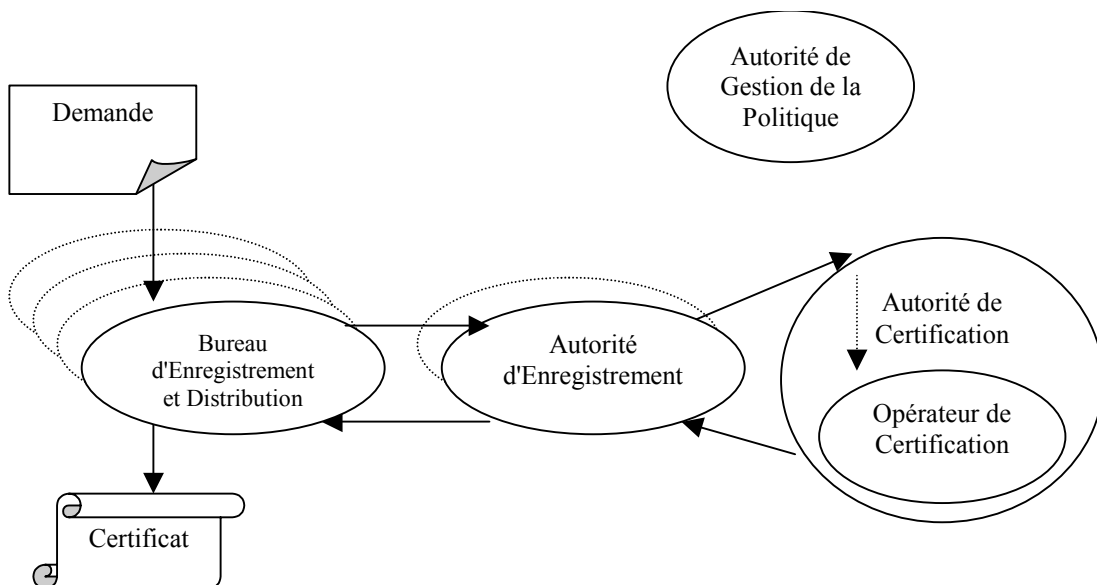 Autorité de
Gestion de la
Politique
Demande
Bureau
d'Enregistrement
et Distribution
Autorité
d'Enregistrement
Autorité de
Certification
Opérateur de
Certification
Certificat